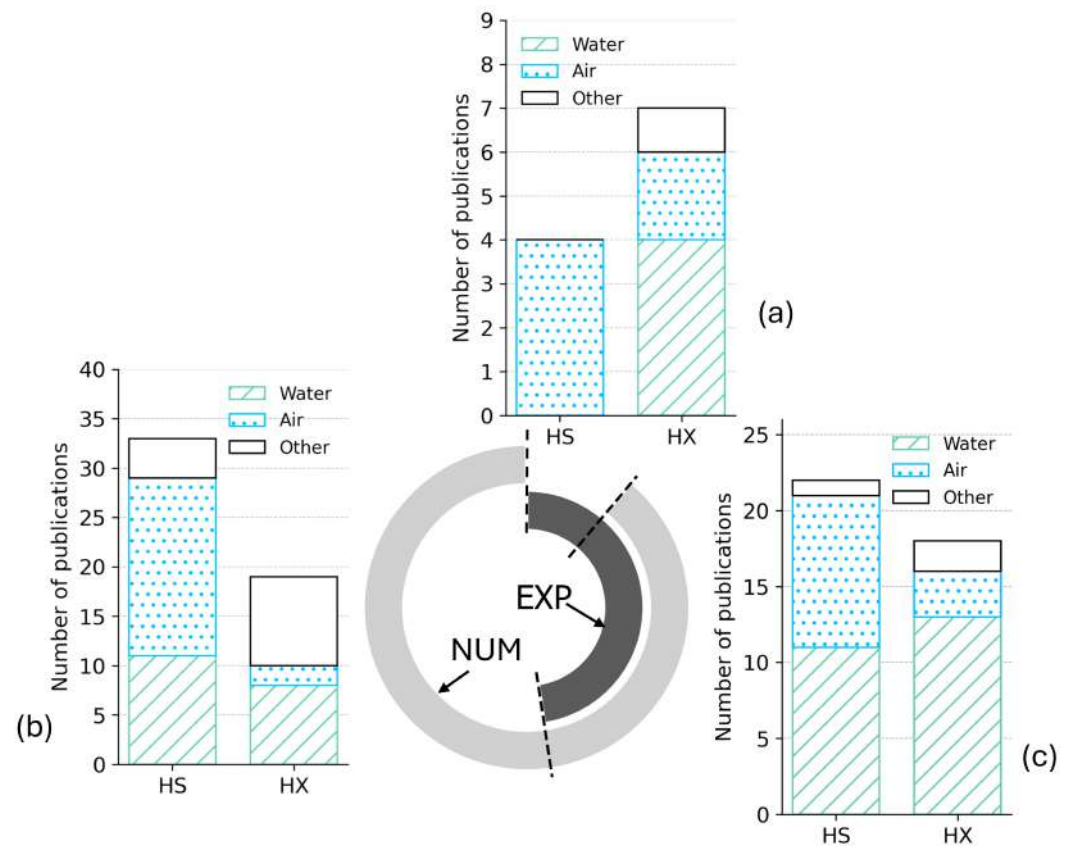 9
8
7
6
5
4
3
2
1
0
Number of publications
Water
Air
Other
HS
HX
(a)
40
35
30
25
20
15
10
5
0
Number of publications
Water
Air
Other
HS
HX
(b)
EXP
NUM
25
20
15
10
5
0
Number of publications
Water
Air
Other
HS
HX
(c)